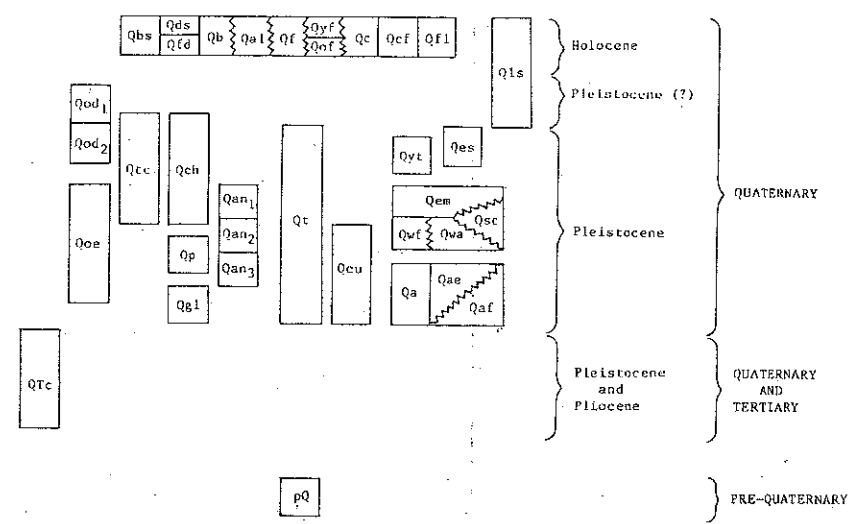 Qbs Qds Qfd Qb Qal Qf Qyf Qof Qc Qcf Qfl
Qls
Holocene
Pleistocene (?)
Qod1
Qod2
Qtc
Qch
Qt
Qyt
Qes
QUATERNARY
Qoe
Qan1
Qan2
Qan3
Qem
Qsc
Qwf
Qwa
Pleistocene
Qp
Qcu
Qgl
Qa
Qae
Qaf
QTc
Pleistocene
and
Pliocene
QUATERNARY
AND
TERTIARY
pQ
PRE-QUATERNARY